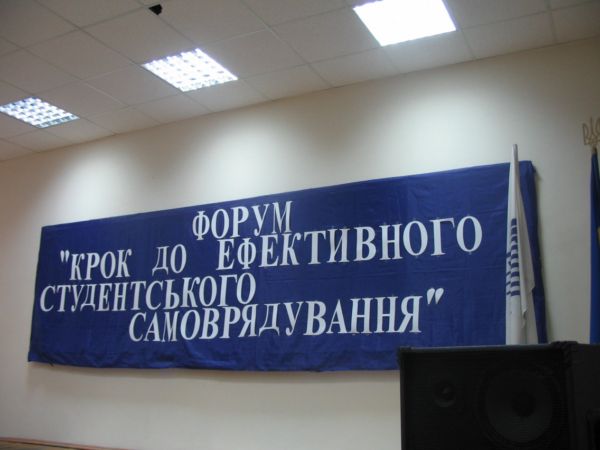 ФОРУМ
"КРОК ДО ЕФЕКТИВНОГО
СТУДЕНТСЬКОГО
САМОВРЯДУВАННЯ"